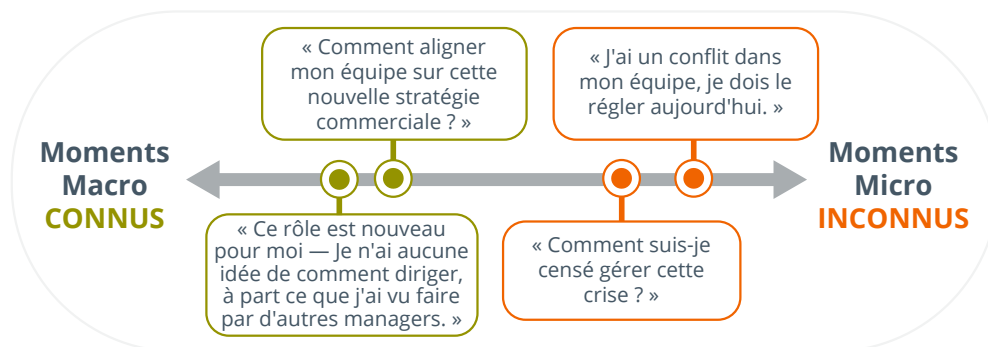 « Comment aligner
mon équipe sur cette
nouvelle stratégie
commerciale ? »
« J'ai un conflit dans
mon équipe, je dois le
régler aujourd'hui. »
Moments
Macro
CONNUS
Moments
Micro
INCONNUS
« Ce rôle est nouveau
pour moi — Je n'ai aucune
idée de comment diriger,
à part ce que j'ai vu faire
par d'autres managers. »
« Comment suis-je
censé gérer cette
crise ? »